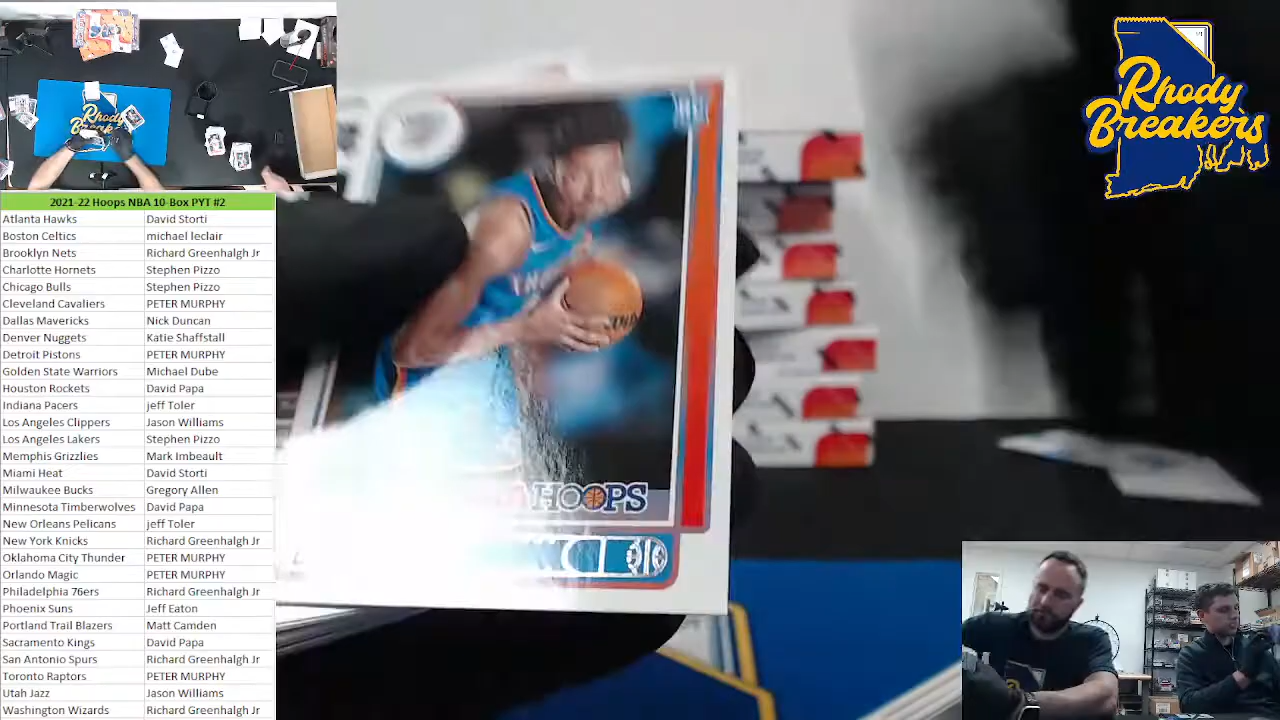 Rhody
Breakers
2021-22 Hoops NBA 10-Box PYT #2
Atlanta Hawks David Storti
Boston Celtics michael leclair
Brooklyn Nets Richard Greenhalgh Jr
Charlotte Hornets Stephen Pizzo
Chicago Bulls Stephen Pizzo
Cleveland Cavaliers PETER MURPHY
Dallas Mavericks Nick Duncan
Denver Nuggets Katie Shaffstall
Detroit Pistons PETER MURPHY
Golden State Warriors Michael Dube
Houston Rockets David Papa
Indiana Pacers jeff Toler
Los Angeles Clippers Jason Williams
Los Angeles Lakers Stephen Pizzo
Memphis Grizzlies Mark Imbeault
Miami Heat David Storti
Milwaukee Bucks Gregory Allen
Minnesota Timberwolves David Papa
New Orleans Pelicans jeff Toler
New York Knicks Richard Greenhalgh Jr
Oklahoma City Thunder PETER MURPHY
Orlando Magic PETER MURPHY
Philadelphia 76ers Richard Greenhalgh Jr
Phoenix Suns Jeff Eaton
Portland Trail Blazers Matt Camden
Sacramento Kings David Papa
San Antonio Spurs Richard Greenhalgh Jr
Toronto Raptors PETER MURPHY
Utah Jazz Jason Williams
Washington Wizards Richard Greenhalgh Jr
HOOPS
Rhody
Breakers